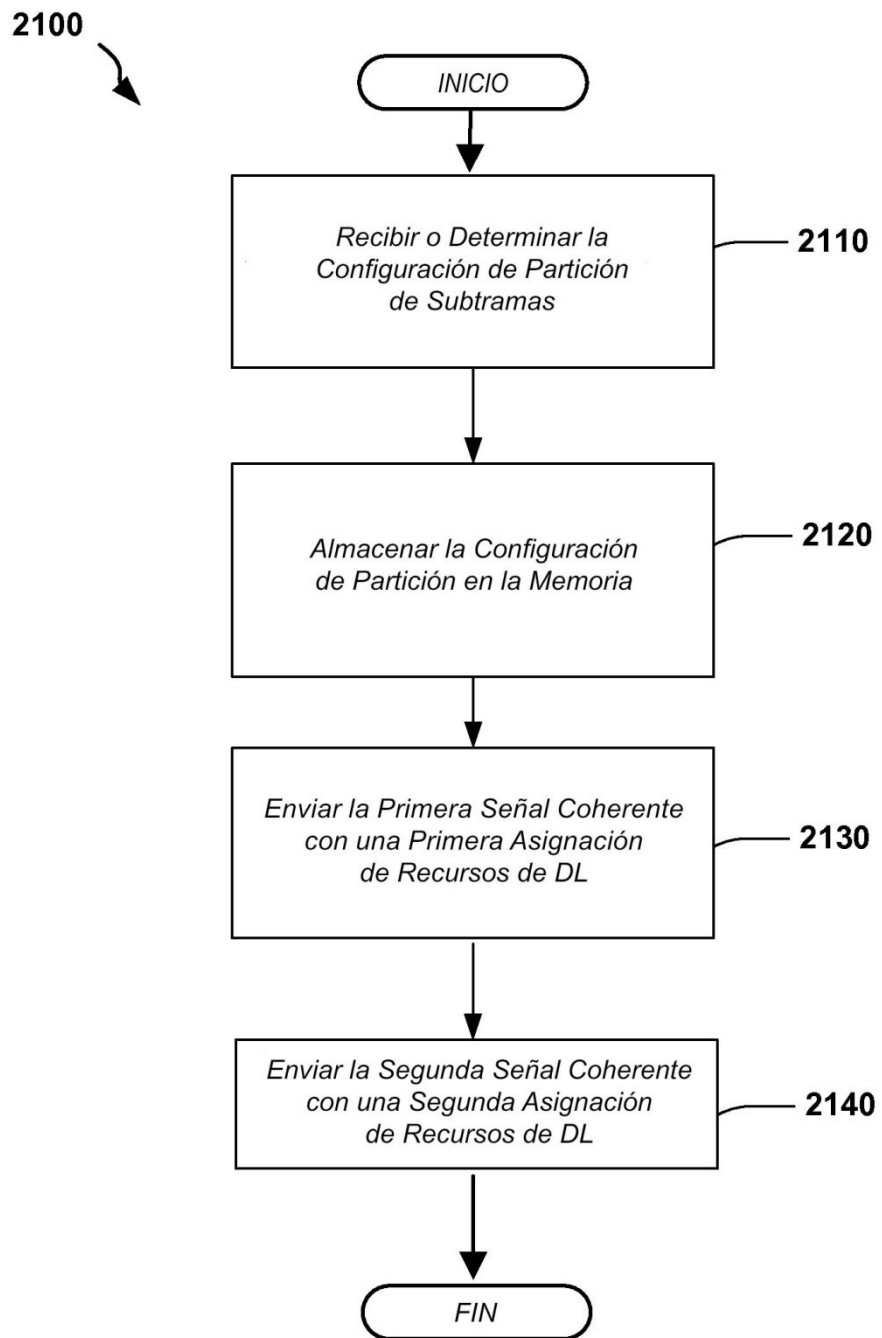 2100
INICIO
Recibir o Determinar la
Configuración de Partición
de Subtramas
2110
Almacenar la Configuración
de Partición en la Memoria
2120
Enviar la Primera Señal Coherente
con una Primera Asignación
de Recursos de DL
2130
Enviar la Segunda Señal Coherente
con una Segunda Asignación
de Recursos de DL
2140
FIN